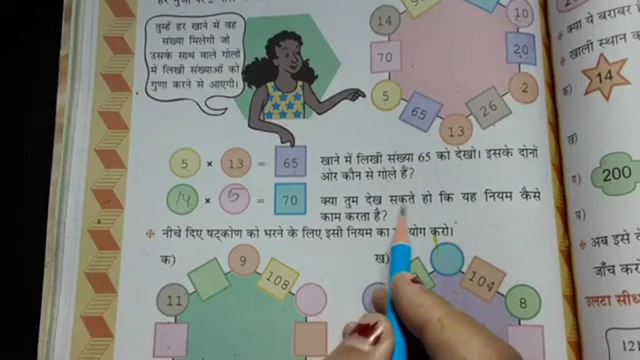 तुम्हें हर खाने में वह
संख्या मिलेगी जो
उसके साथ वाले गोलों
में लिखी संख्याओं को
गुणा करने से आएगी।
14
10
70
20
5
2
65
26
13
5 × 13 = 65
खाने में लिखी संख्या 65 को देखो। इसके दोनों
ओर कौन से गोले हैं?
14 × 5 = 70
क्या तुम देख सकते हो कि यह नियम कैसे
काम करता है?
नीचे दिए षट्कोण को भरने के लिए इसी नियम का
करो।
क)
9
108
11
ख)
104
8
क्या ये बराबर
खाली स्थान
क)
14
ख)
ग)
200
घ)
अब इसे
जाँच
उलटा
121